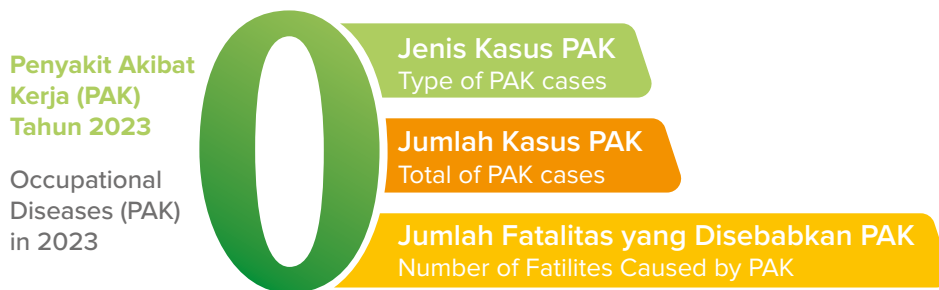 Penyakit Akibat
Kerja (PAK)
Tahun 2023
Occupational
Diseases (PAK)
in 2023
0
Jenis Kasus PAK
Type of PAK cases
Jumlah Kasus PAK
Total of PAK cases
Jumlah Fatalitas yang Disebabkan PAK
Number of Fatilites Caused by PAK